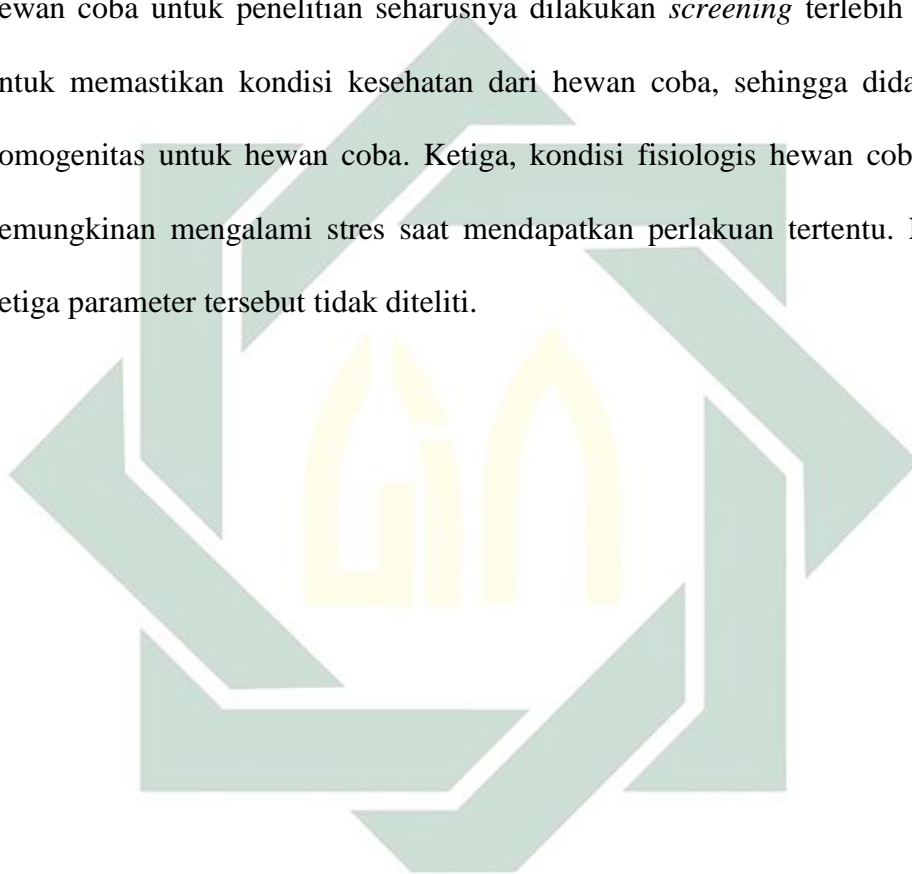 ewan coba untuk penelitian seharusnya dilakukan screening terlebih
ntuk memastikan kondisi kesehatan dari hewan coba, sehingga dida
omogenitas untuk hewan coba. Ketiga, kondisi fisiologis hewan cob
emungkinan mengalami stres saat mendapatkan perlakuan tertentu.
etiga parameter tersebut tidak diteliti.